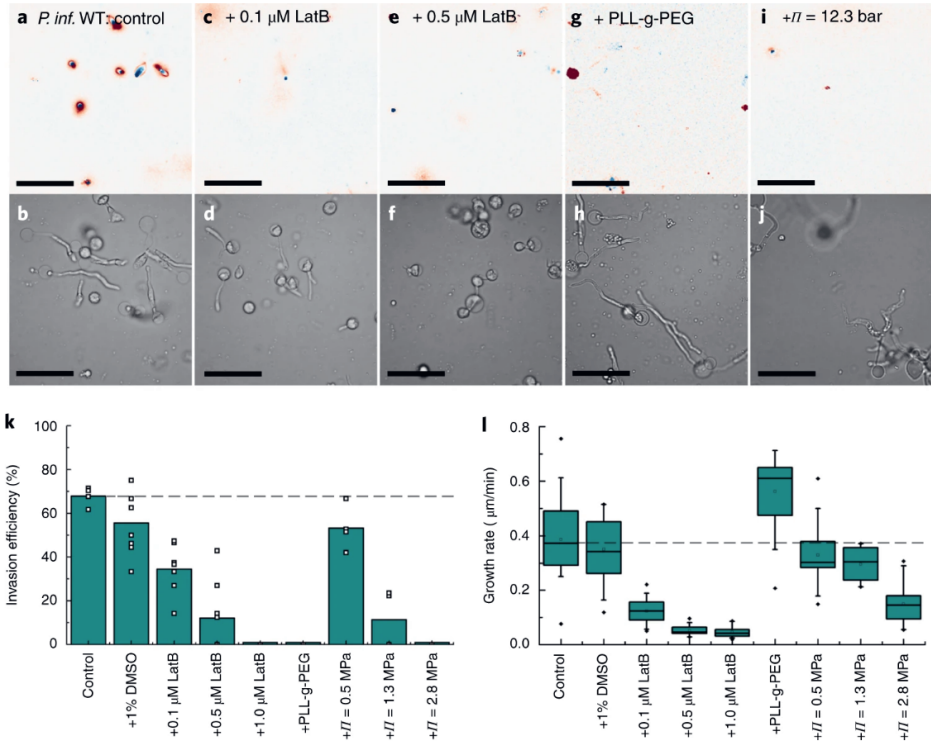 a P. inf. WT: control
c + 0.1 μM LatB
e + 0.5 μM LatB
g + PLL-g-PEG
i +Π = 12.3 bar
b
d
f
h
j
k
100
80
60
40
20
0
Invasion efficiency (%)
Control
+1% DMSO
+0.1 μM LatB
+0.5 μM LatB
+1.0 μM LatB
+PLL-g-PEG
+Π = 0.5 MPa
+Π = 1.3 MPa
+Π = 2.8 MPa
l
0.8
0.6
0.4
0.2
0.0
Growth rate ( μm/min)
Control
+1% DMSO
+0.1 μM LatB
+0.5 μM LatB
+1.0 μM LatB
+PLL-g-PEG
+Π = 0.5 MPa
+Π = 1.3 MPa
+Π = 2.8 MPa